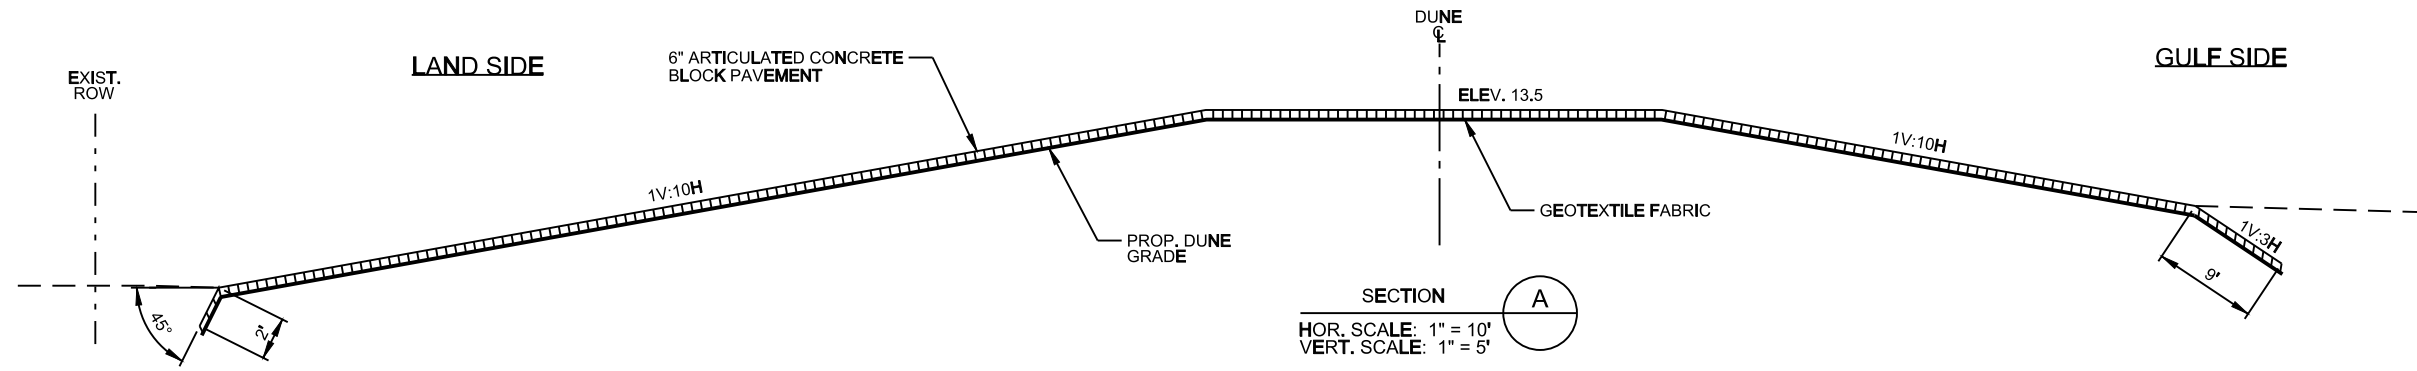 DUNE
℄
EXIST.
ROW
LAND SIDE
6" ARTICULATED CONCRETE
BLOCK PAVEMENT
GULF SIDE
ELEV. 13.5
1V:10H
1V:10H
GEOTEXTILE FABRIC
PROP. DUNE
GRADE
1V:3H
9'
45°
2'
SECTION
A
HOR. SCALE: 1" = 10'
VERT. SCALE: 1" = 5'